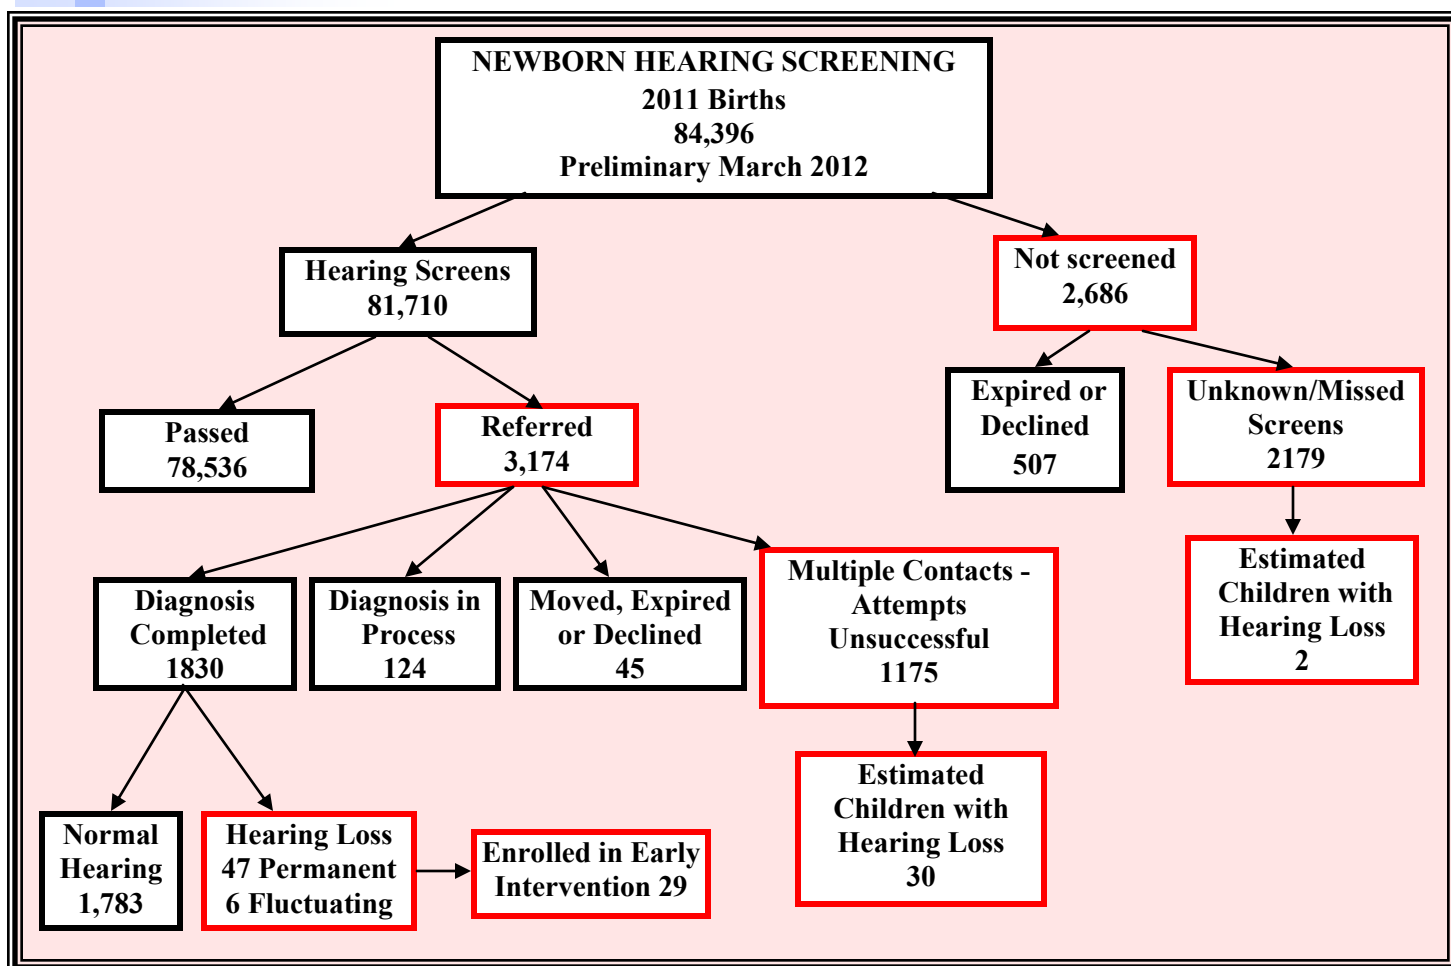 NEWBORN HEARING SCREENING
2011 Births
84,396
Preliminary March 2012
Hearing Screens
81,710
Not screened
2,686
Passed
78,536
Referred
3,174
Expired or
Declined
507
Unknown/Missed
Screens
2179
Diagnosis
Completed
1830
Diagnosis in
Process
124
Moved, Expired
or Declined
45
Multiple Contacts -
Attempts
Unsuccessful
1175
Estimated
Children with
Hearing Loss
2
Normal
Hearing
1,783
Hearing Loss
47 Permanent
6 Fluctuating
Enrolled in Early
Intervention 29
Estimated
Children with
Hearing Loss
30